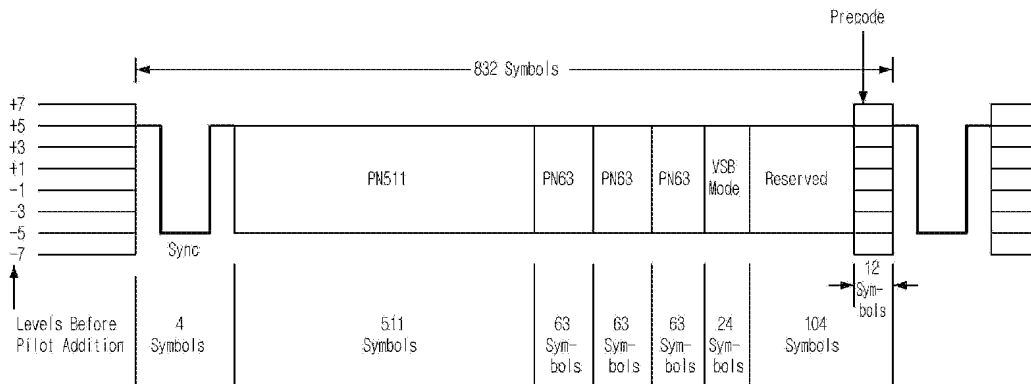 Precode
832 Symbols
+7
+5
+3
+1
-1
-3
-5
-7
PN511
PN63
PN63
PN63
VSB
Mode
Reserved
Sync
Levels Before
Pilot Addition
4
Symbols
511
Symbols
63
Sym-
bols
63
Sym-
bols
63
Sym-
bols
24
Sym-
bols
104
Symbols
12
Sym-
bols